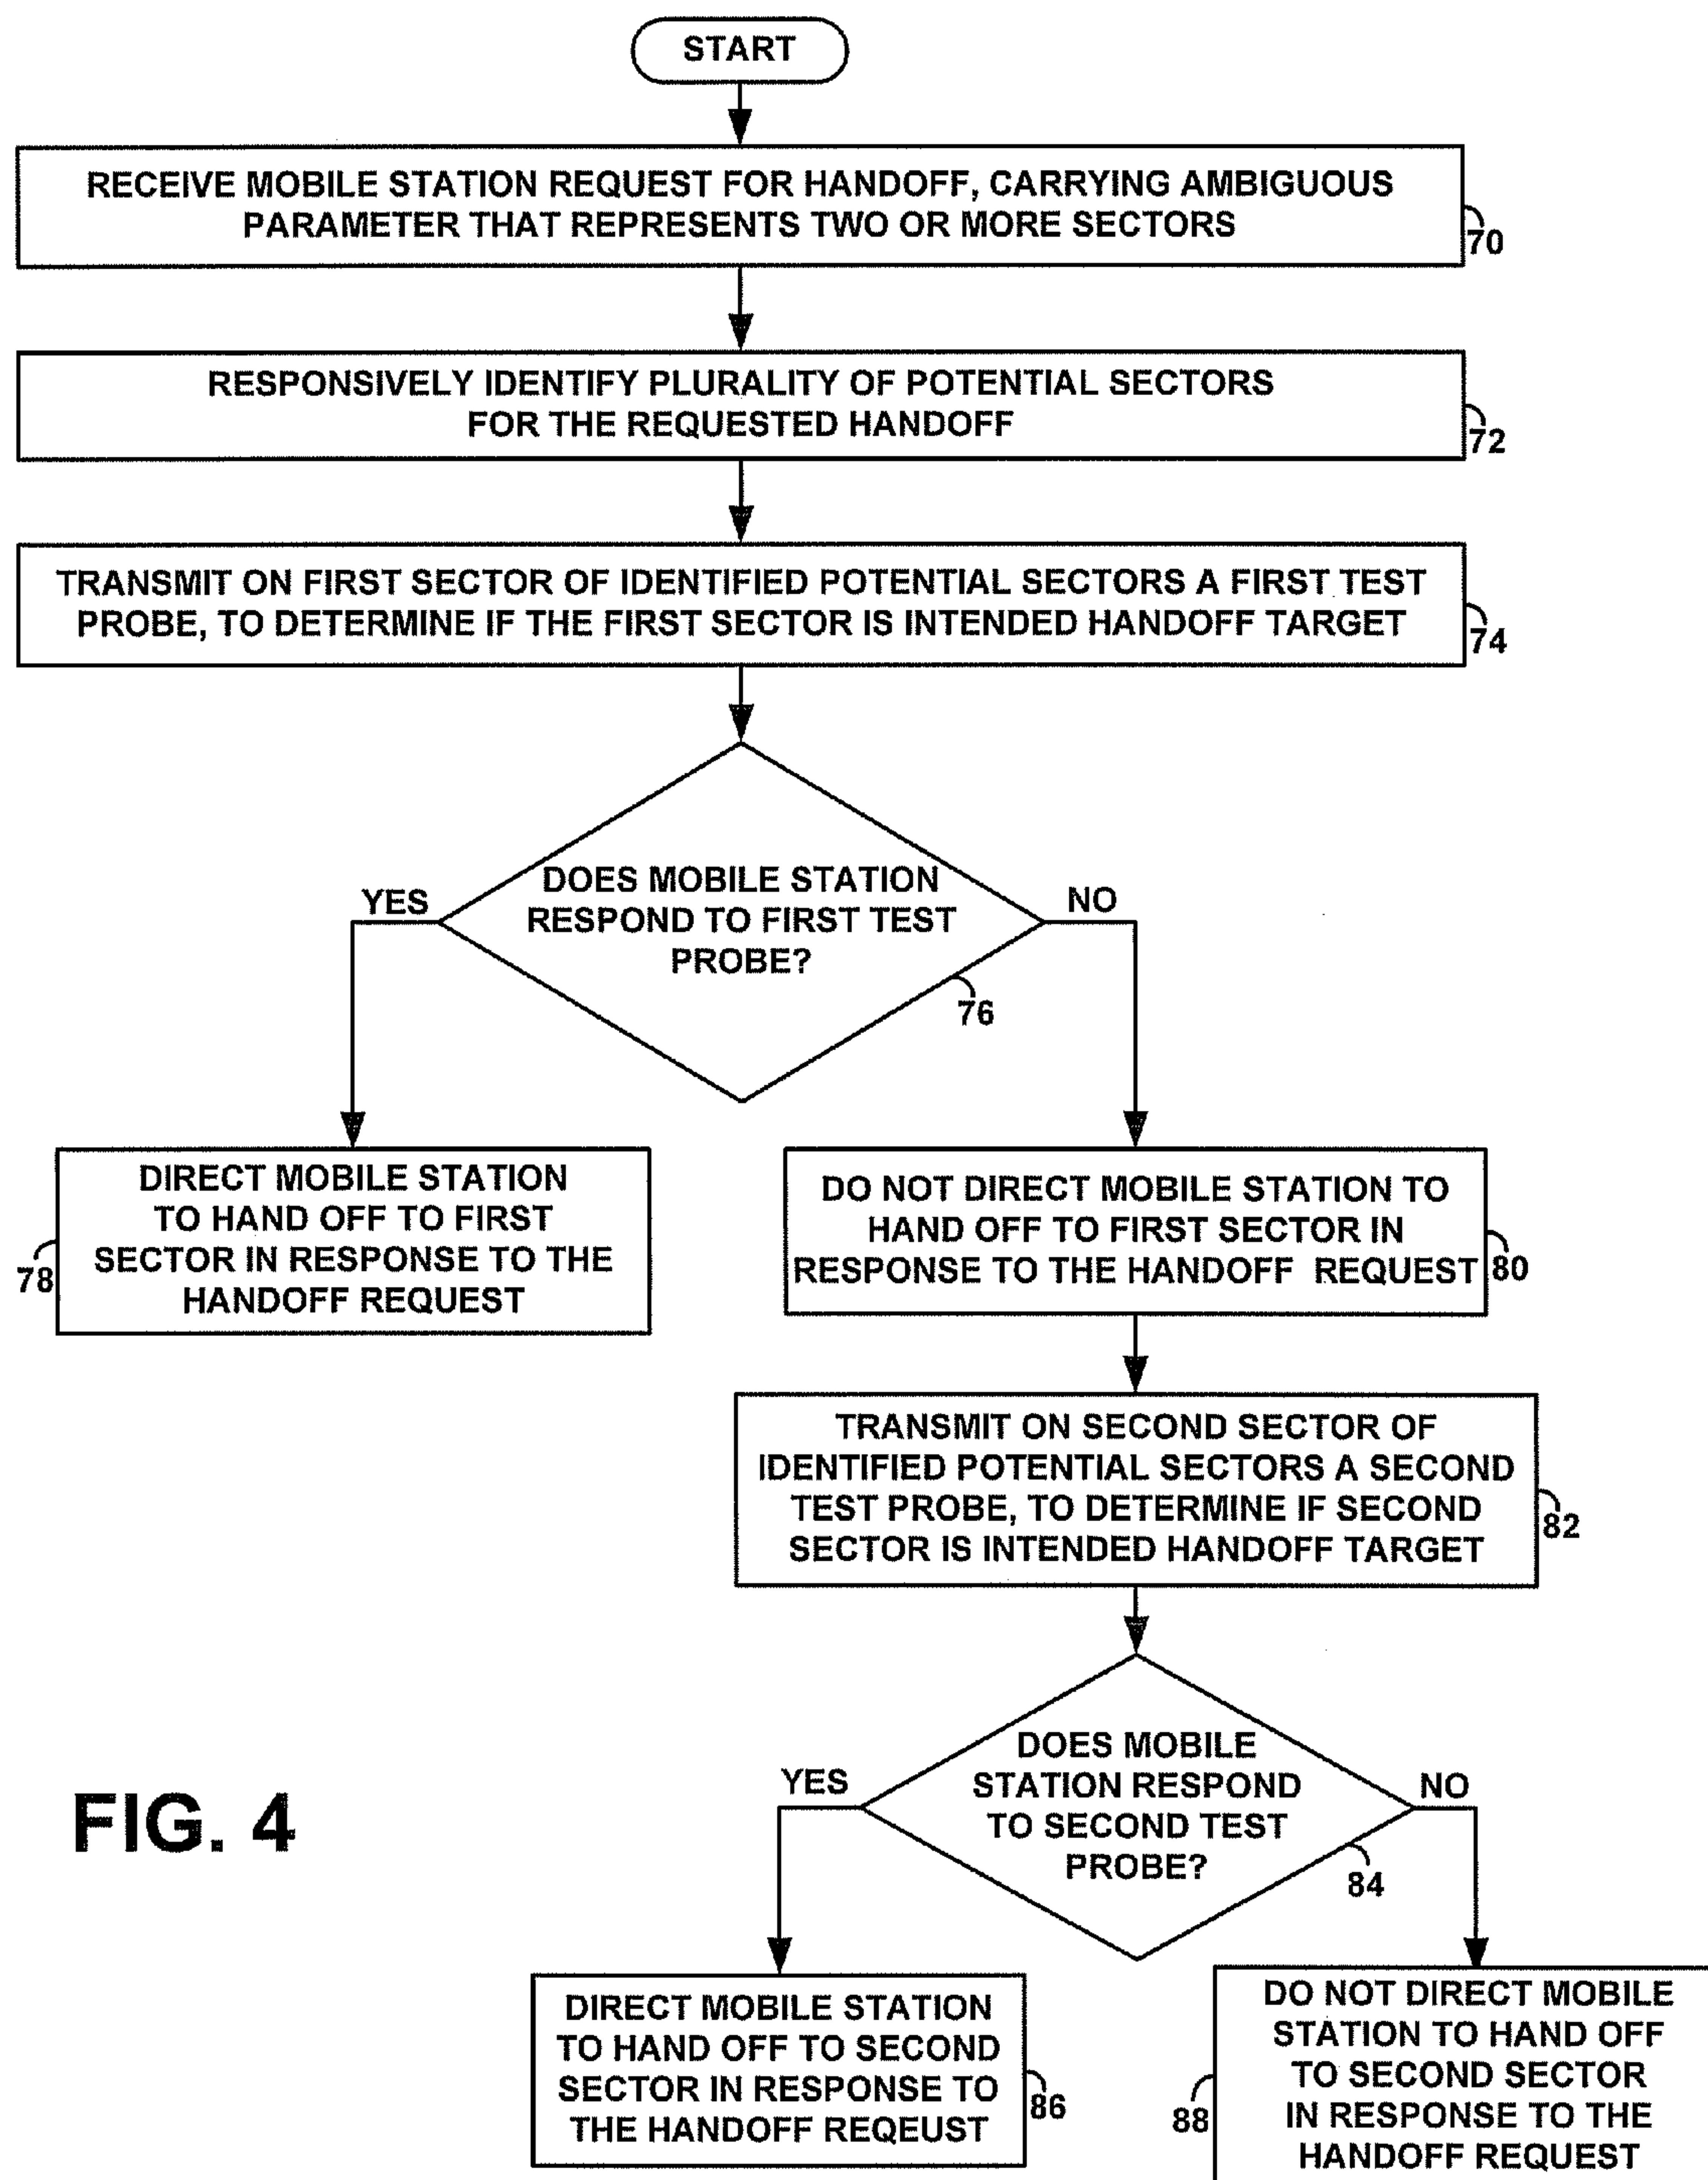 START
RECEIVE MOBILE STATION REQUEST FOR HANDOFF, CARRYING AMBIGUOUS
PARAMETER THAT REPRESENTS TWO OR MORE SECTORS
70
RESPONSIVELY IDENTIFY PLURALITY OF POTENTIAL SECTORS
FOR THE REQUESTED HANDOFF
72
TRANSMIT ON FIRST SECTOR OF IDENTIFIED POTENTIAL SECTORS A FIRST TEST
PROBE, TO DETERMINE IF THE FIRST SECTOR IS INTENDED HANDOFF TARGET
74
DOES MOBILE STATION
RESPOND TO FIRST TEST
PROBE?
76
YES
NO
DIRECT MOBILE STATION
TO HAND OFF TO FIRST
SECTOR IN RESPONSE TO THE
HANDOFF REQUEST
78
DO NOT DIRECT MOBILE STATION TO
HAND OFF TO FIRST SECTOR IN
RESPONSE TO THE HANDOFF REQUEST
80
TRANSMIT ON SECOND SECTOR OF
IDENTIFIED POTENTIAL SECTORS A SECOND
TEST PROBE, TO DETERMINE IF SECOND
SECTOR IS INTENDED HANDOFF TARGET
82
DOES MOBILE
STATION RESPOND
TO SECOND TEST
PROBE?
84
YES
NO
FIG. 4
DIRECT MOBILE STATION
TO HAND OFF TO SECOND
SECTOR IN RESPONSE TO
THE HANDOFF REQEUST
86
DO NOT DIRECT MOBILE
STATION TO HAND OFF
TO SECOND SECTOR
IN RESPONSE TO THE
HANDOFF REQUEST
88